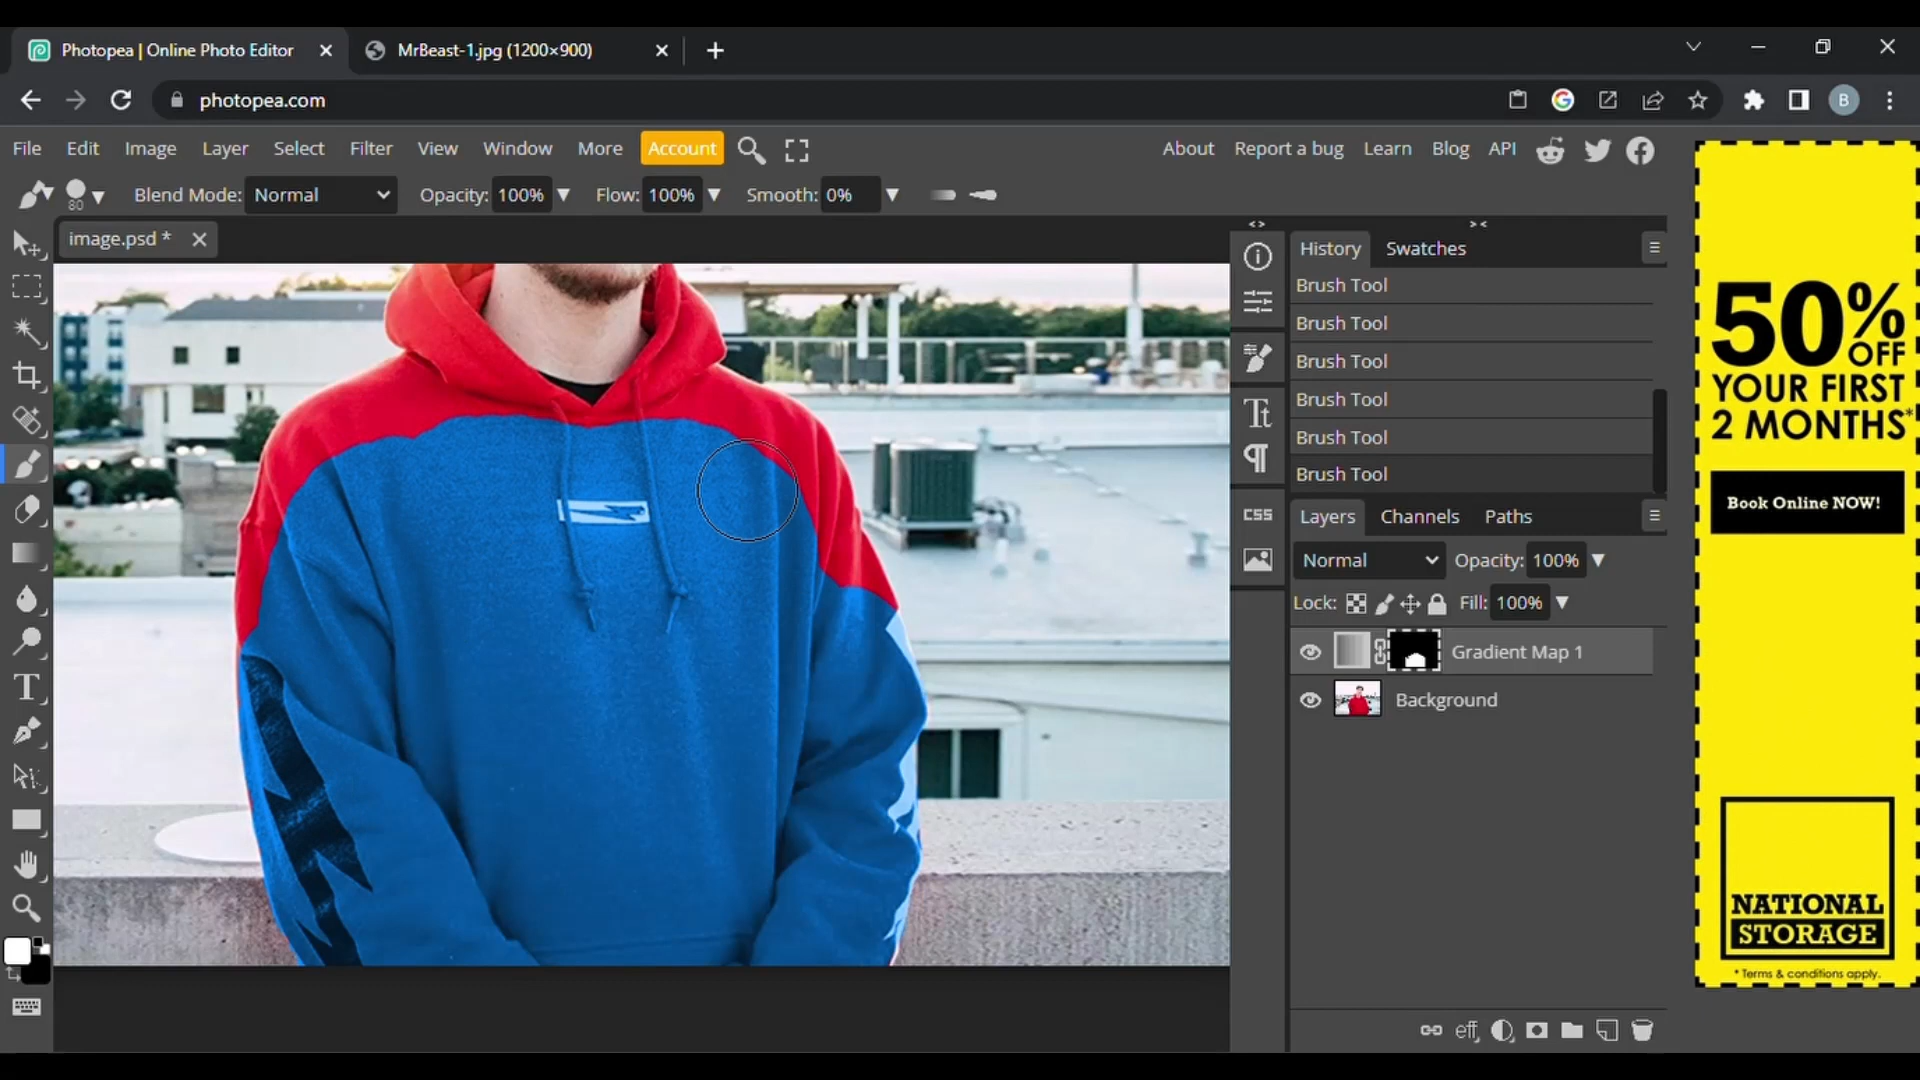 Photopea | Online Photo Editor
MrBeast-1.jpg (1200×900)
photopea.com
B
File Edit Image Layer Select Filter View Window More Account
About Report a bug Learn Blog API
80 Blend Mode: Normal Opacity: 100% Flow: 100% Smooth: 0%
image.psd *
History Swatches
Brush Tool
Brush Tool
Brush Tool
Brush Tool
Brush Tool
Brush Tool
CSS
Layers Channels Paths
Normal Opacity: 100%
Lock: Fill: 100%
Gradient Map 1
Background
eff
50%
OFF
YOUR FIRST
2 MONTHS*
Book Online NOW!
NATIONAL
STORAGE
* Terms & conditions apply.